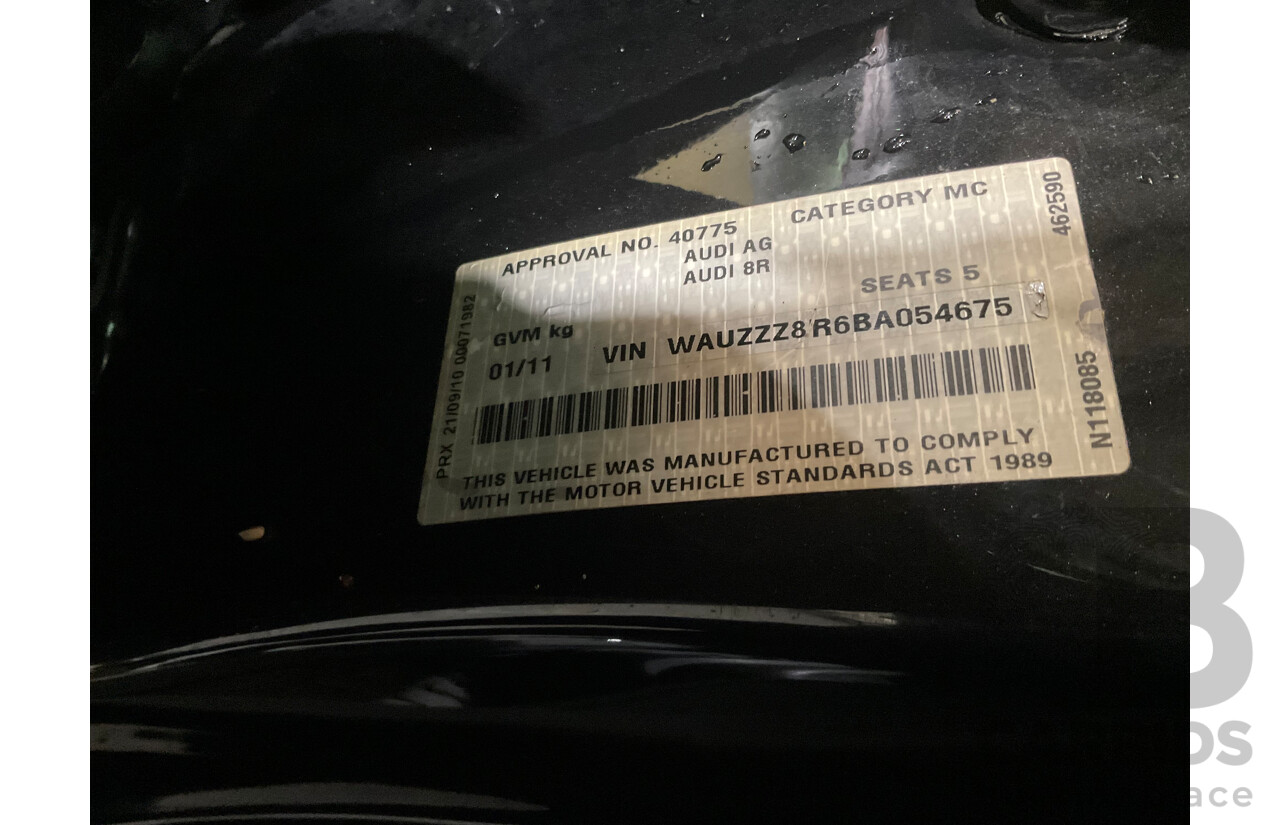 APPROVAL NO. 40775 CATEGORY MC
AUDI AG
AUDI 8R
SEATS 5
GVM kg
01/11 VIN WAUZZZ8R6BA054675
THIS VEHICLE WAS MANUFACTURED TO COMPLY
WITH THE MOTOR VEHICLE STANDARDS ACT 1989
PRX 21/09/10 00071982
462590
N118085